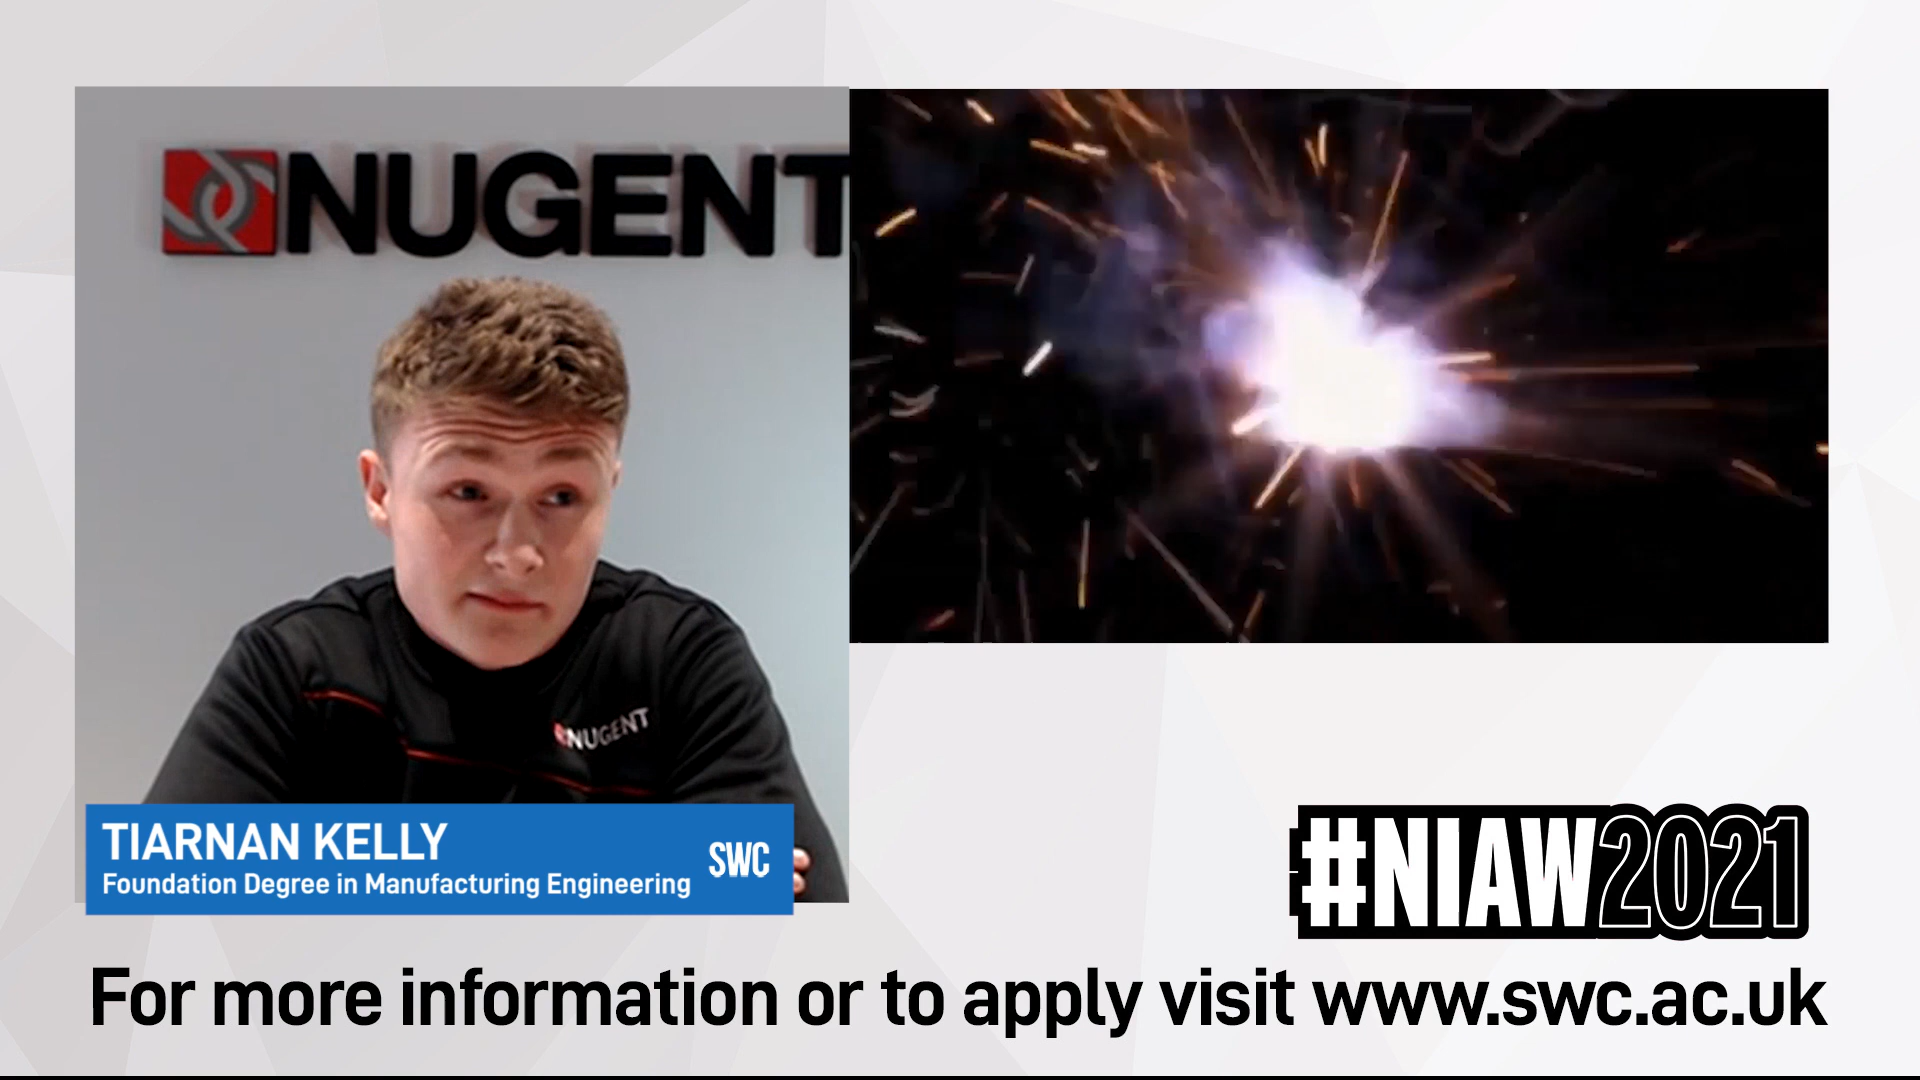 NUGENT
NUGENT
TIARNAN KELLY
Foundation Degree in Manufacturing Engineering
SWC
#NIAW2021
For more information or to apply visit www.swc.ac.uk